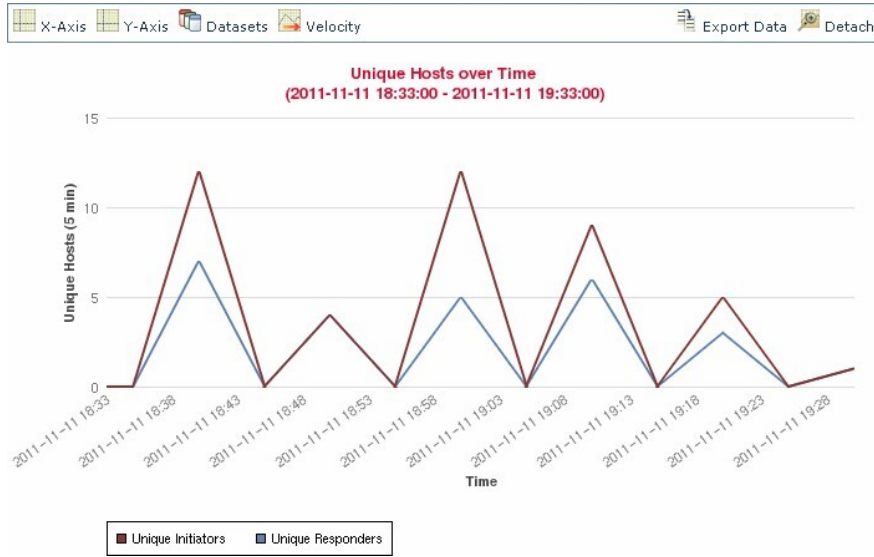 X-Axis Y-Axis Datasets Velocity Export Data Detach
Unique Hosts over Time
(2011-11-11 18:33:00 - 2011-11-11 19:33:00)
Unique Hosts (5 min)
15
10
5
0
2011-11-11 18:33
2011-11-11 18:38
2011-11-11 18:43
2011-11-11 18:48
2011-11-11 18:53
2011-11-11 18:58
2011-11-11 19:03
2011-11-11 19:08
2011-11-11 19:13
2011-11-11 19:18
2011-11-11 19:23
2011-11-11 19:28
Time
Unique Initiators Unique Responders